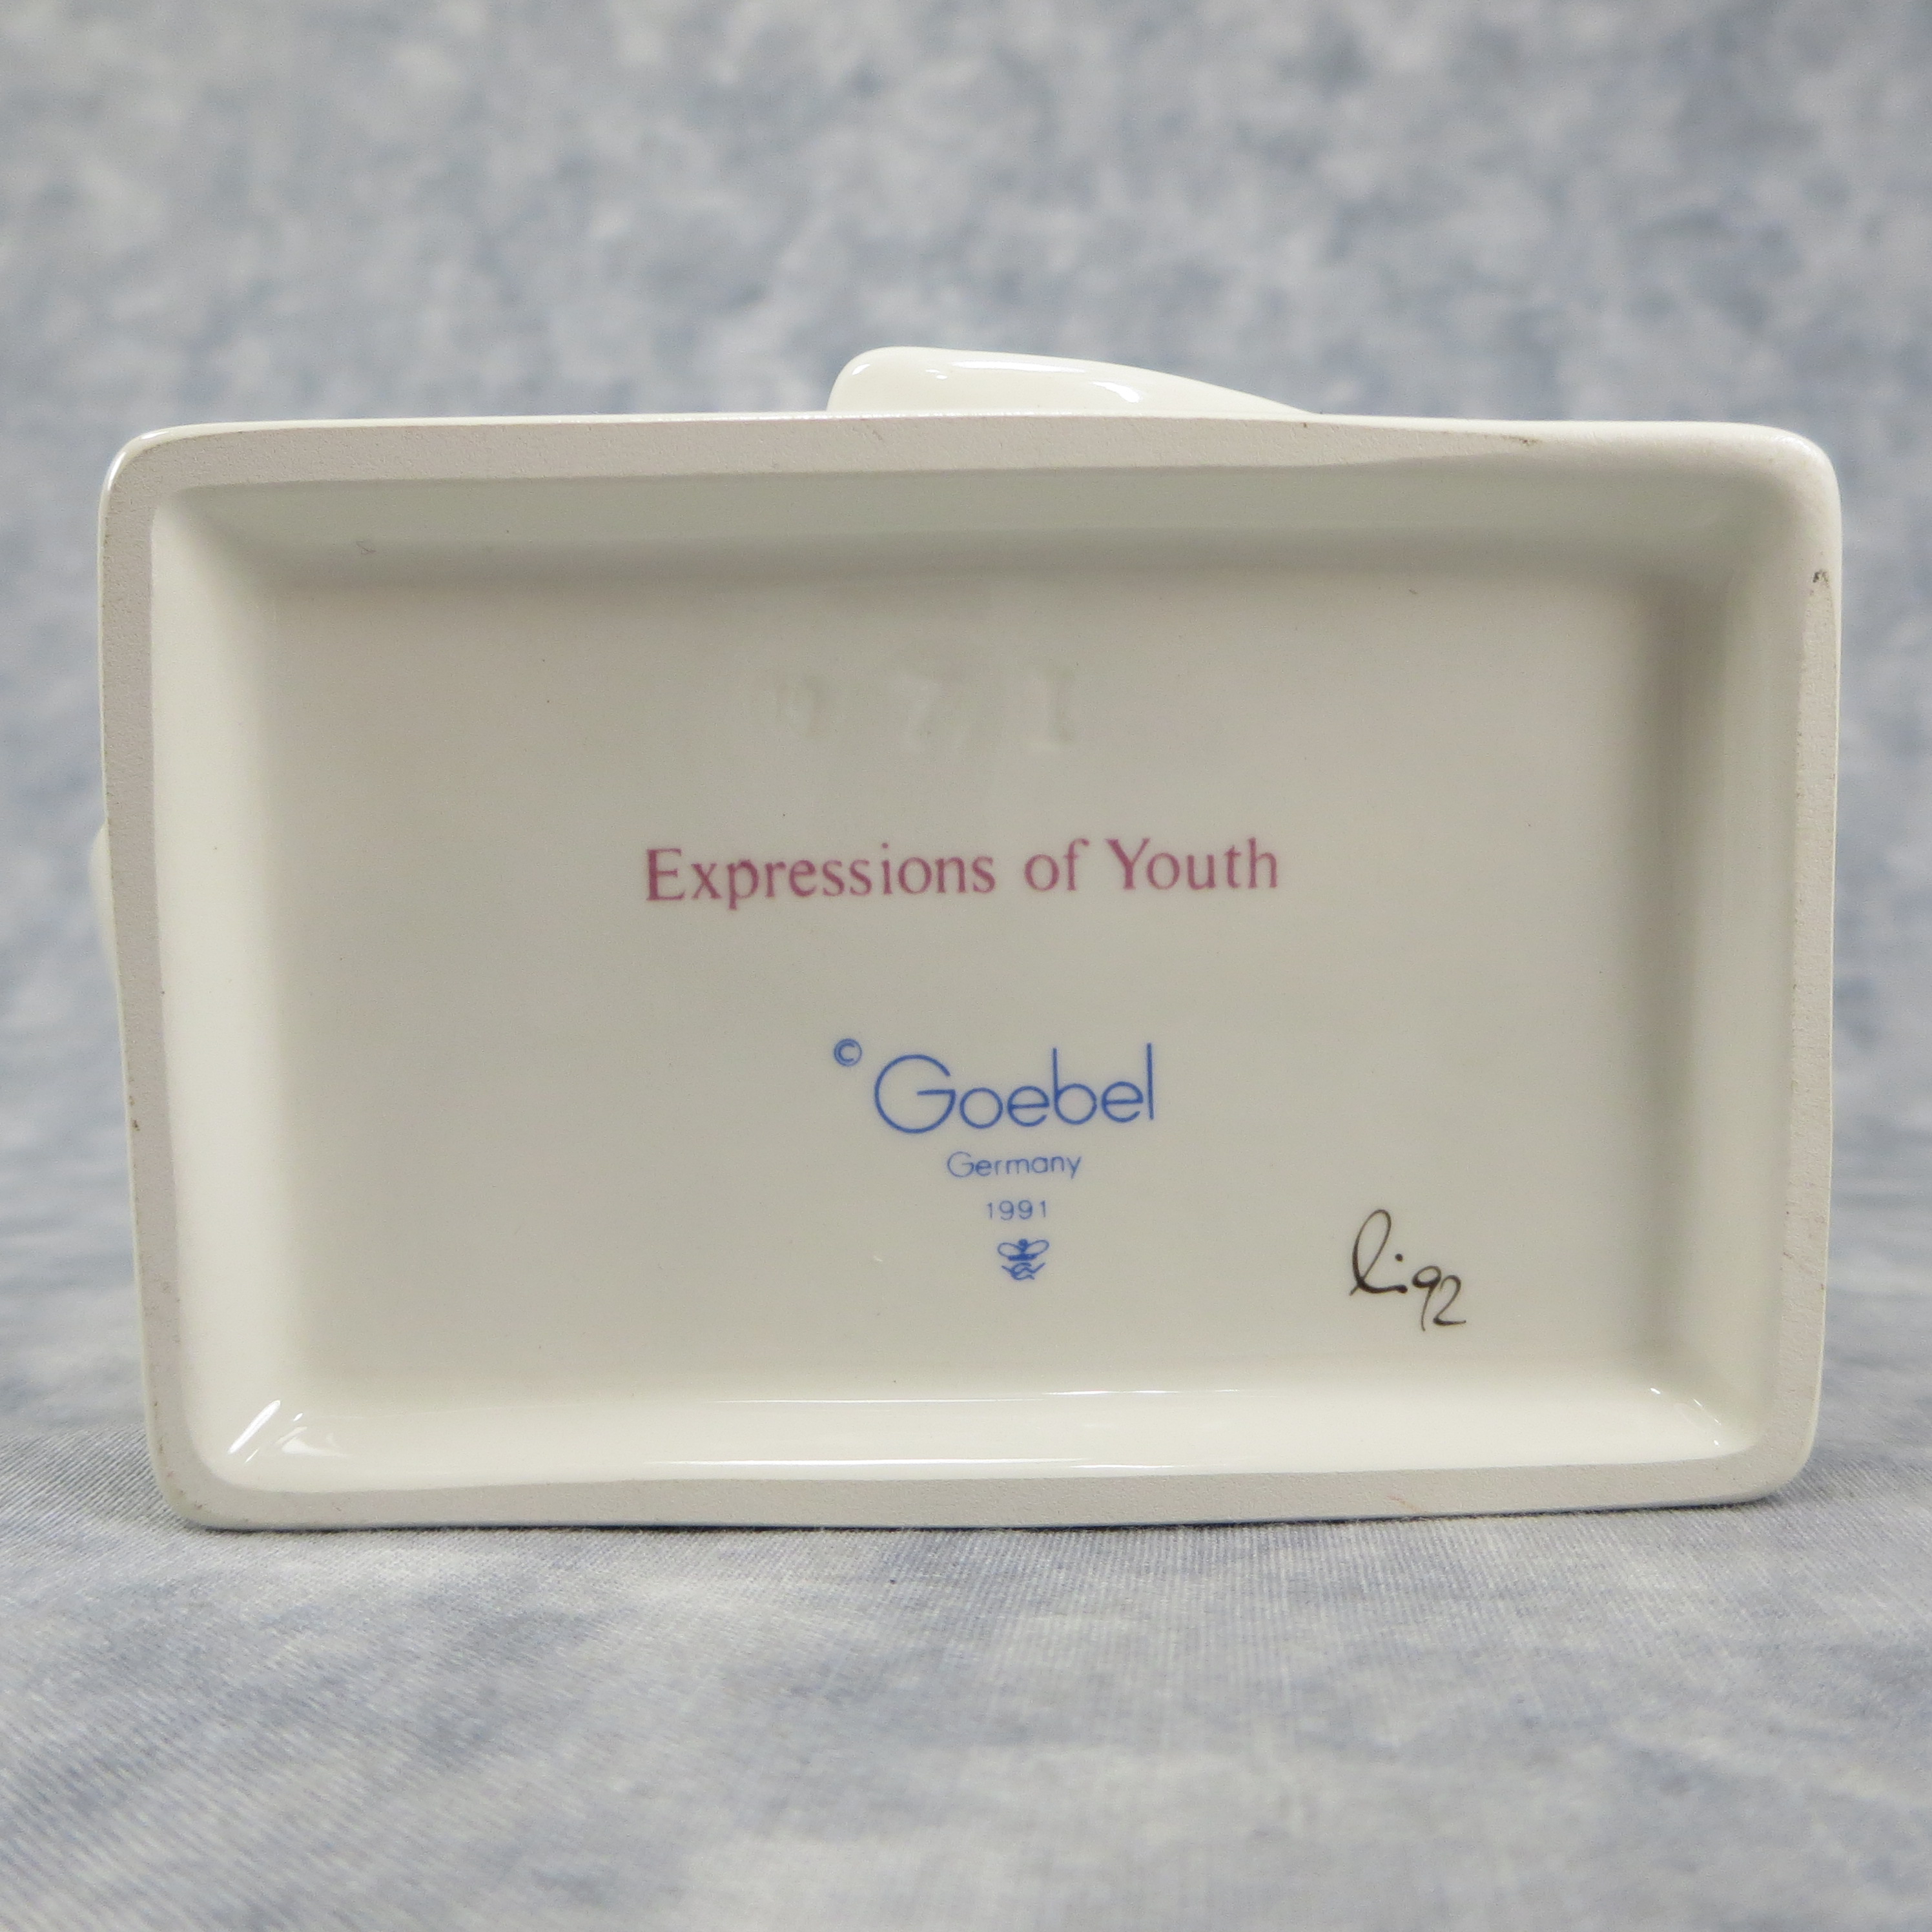 Expressions of Youth
© Goebel
Germany
1991